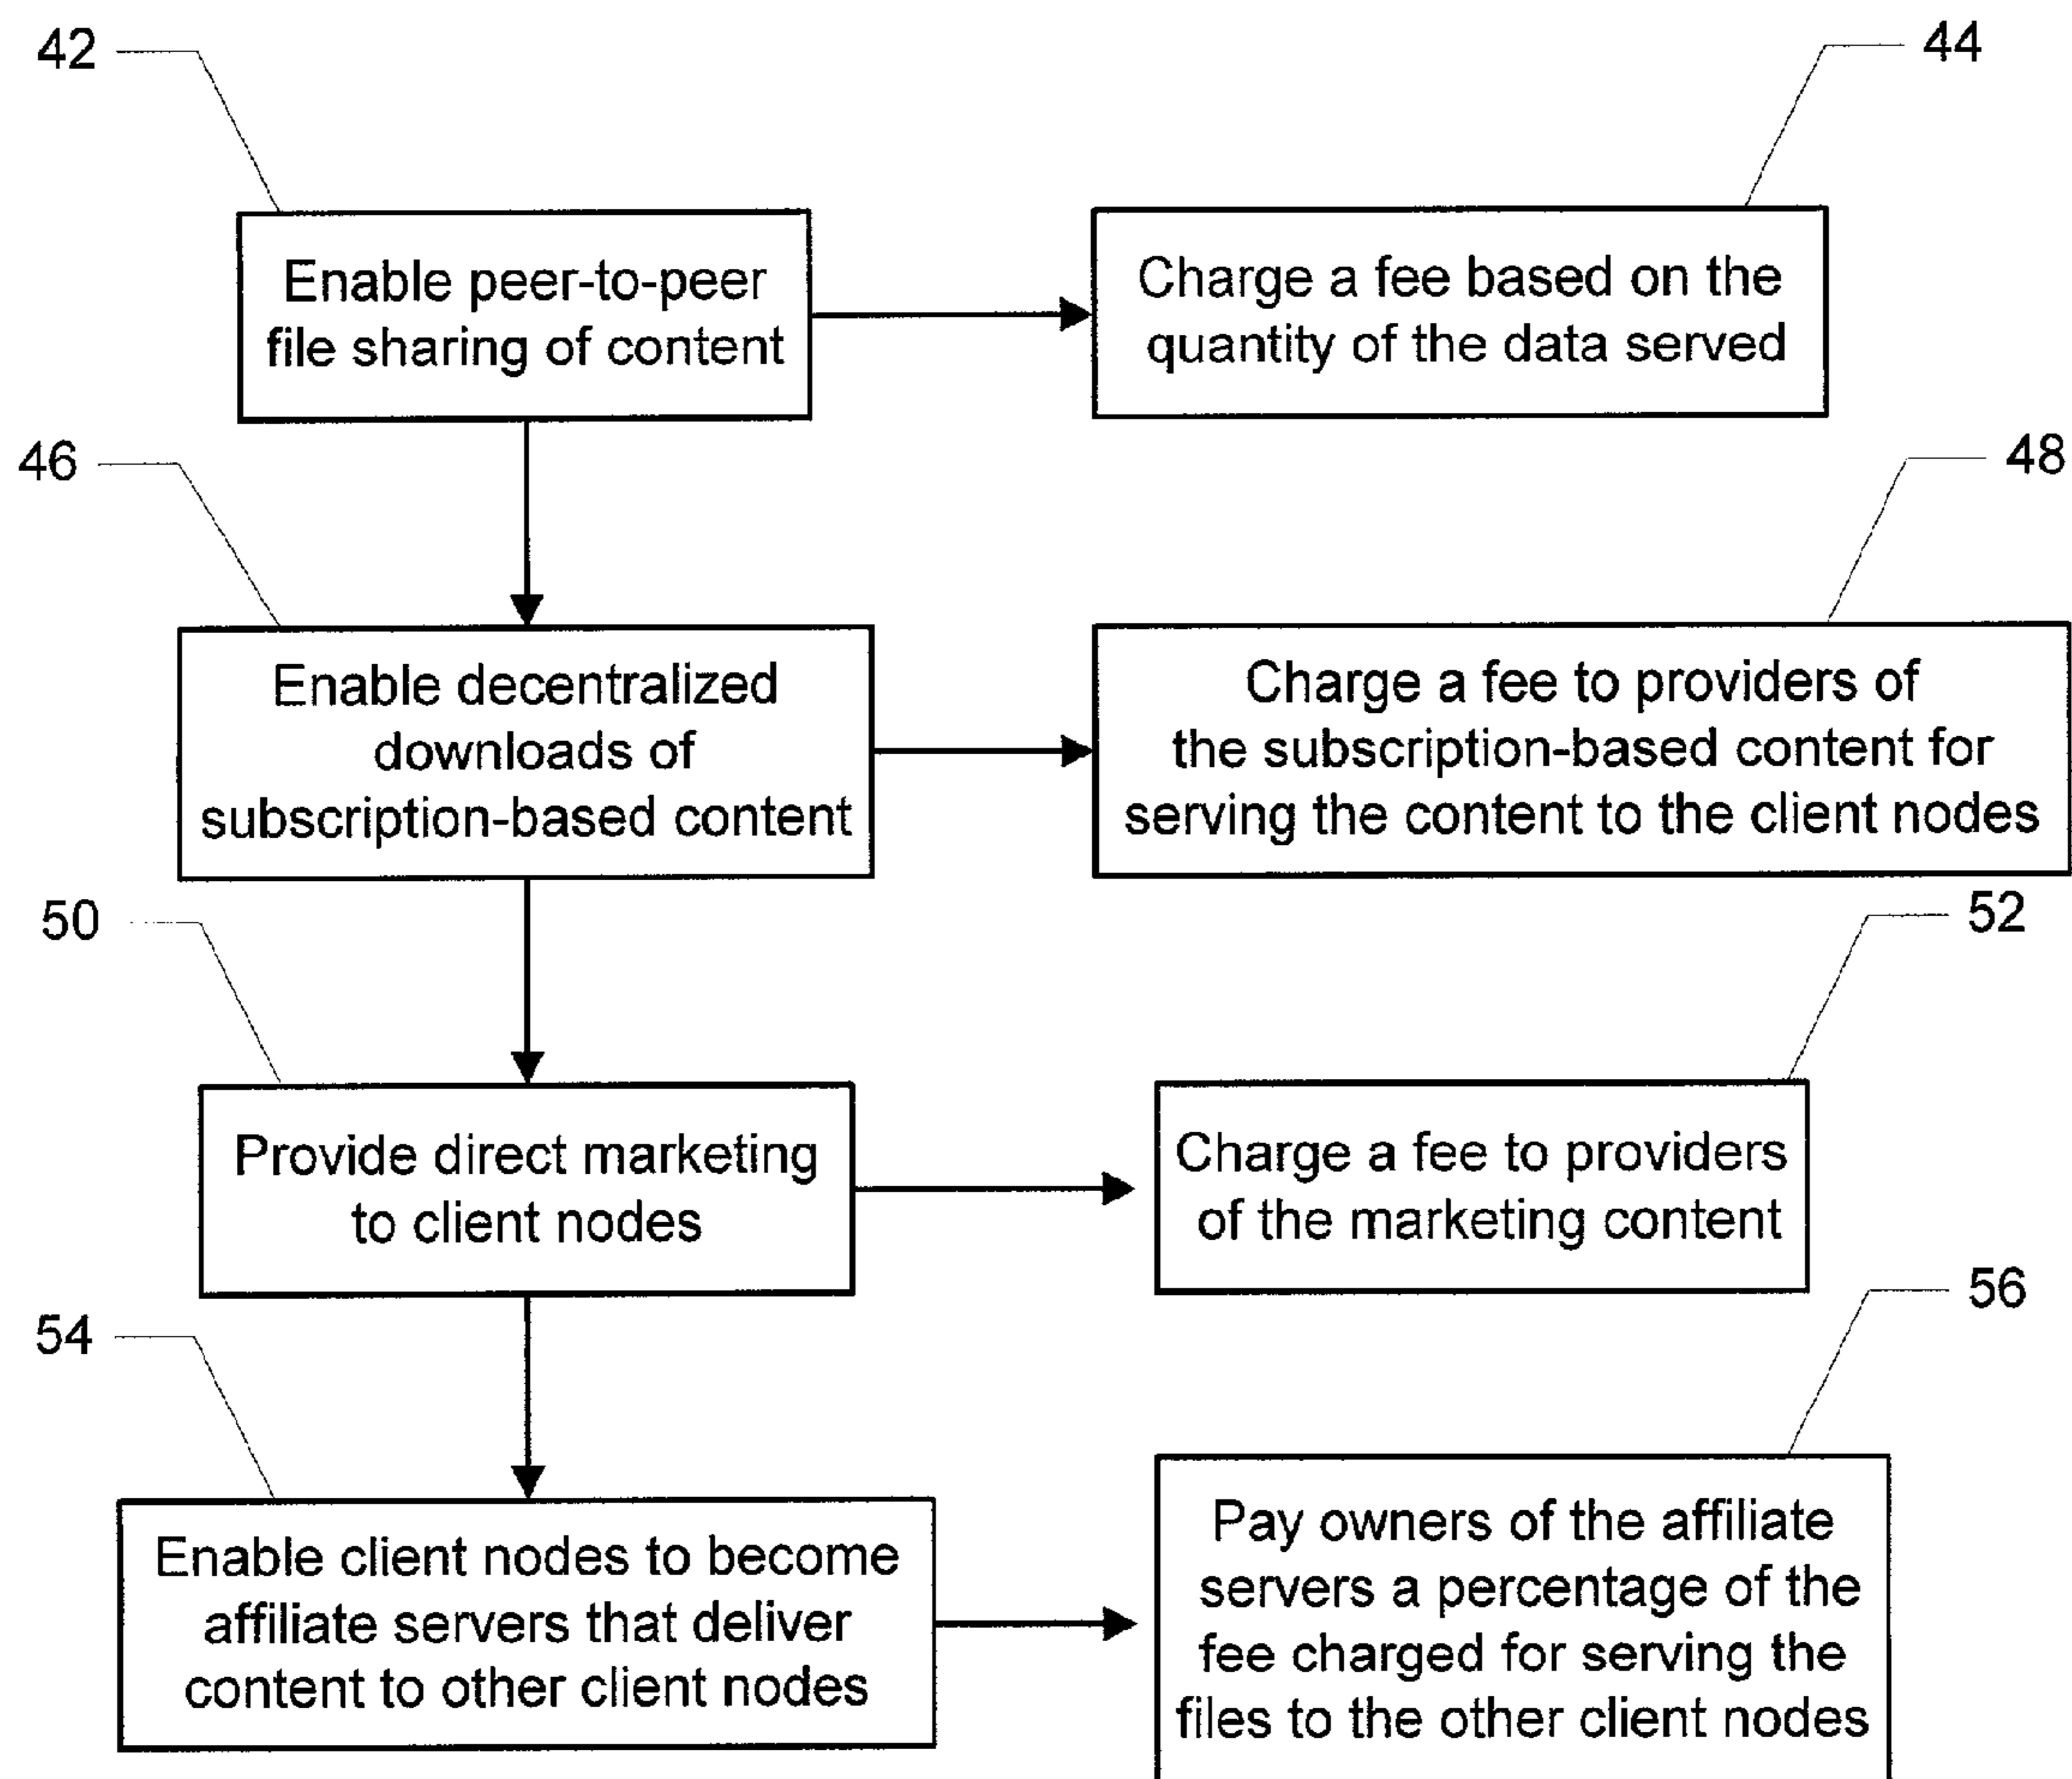 42
44
Enable peer-to-peer
file sharing of content
Charge a fee based on the
quantity of the data served
46
48
Enable decentralized
downloads of
subscription-based content
Charge a fee to providers of
the subscription-based content for
serving the content to the client nodes
50
52
Provide direct marketing
to client nodes
Charge a fee to providers
of the marketing content
54
56
Enable client nodes to become
affiliate servers that deliver
content to other client nodes
Pay owners of the affiliate
servers a percentage of the
fee charged for serving the
files to the other client nodes